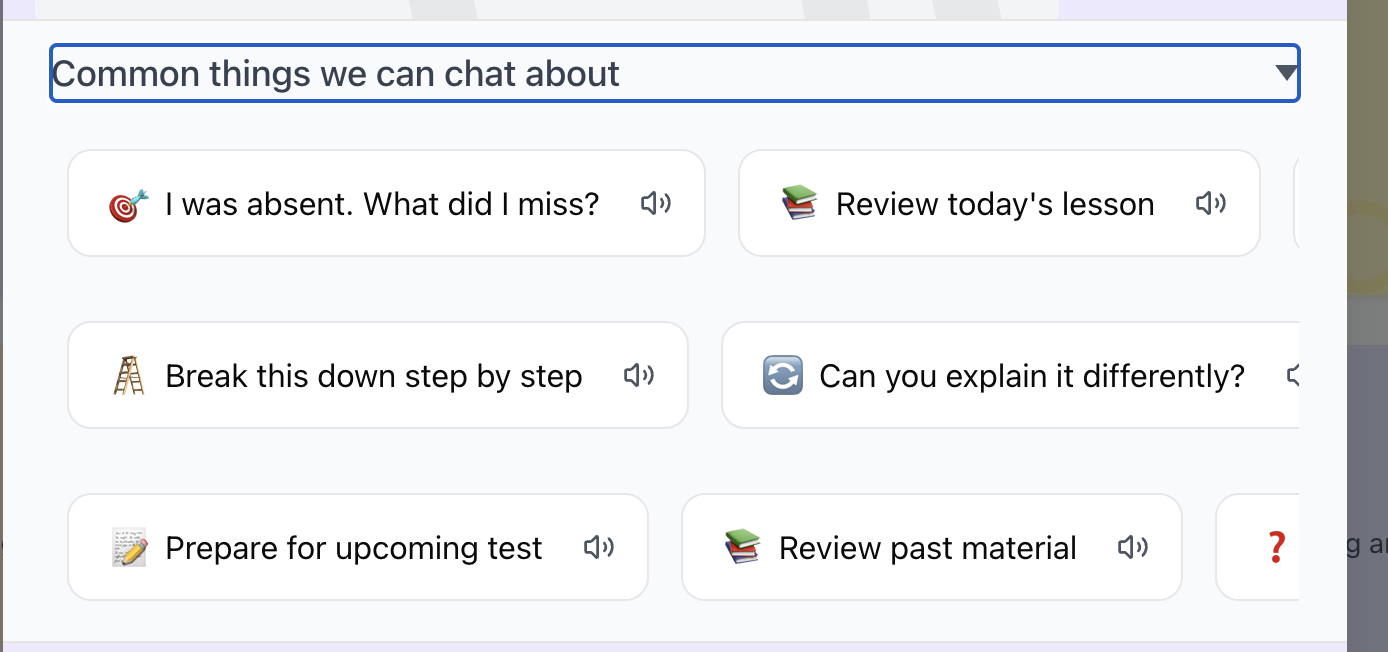 Common things we can chat about
I was absent. What did I miss?
Review today's lesson
Break this down step by step
Can you explain it differently?
Prepare for upcoming test
Review past material